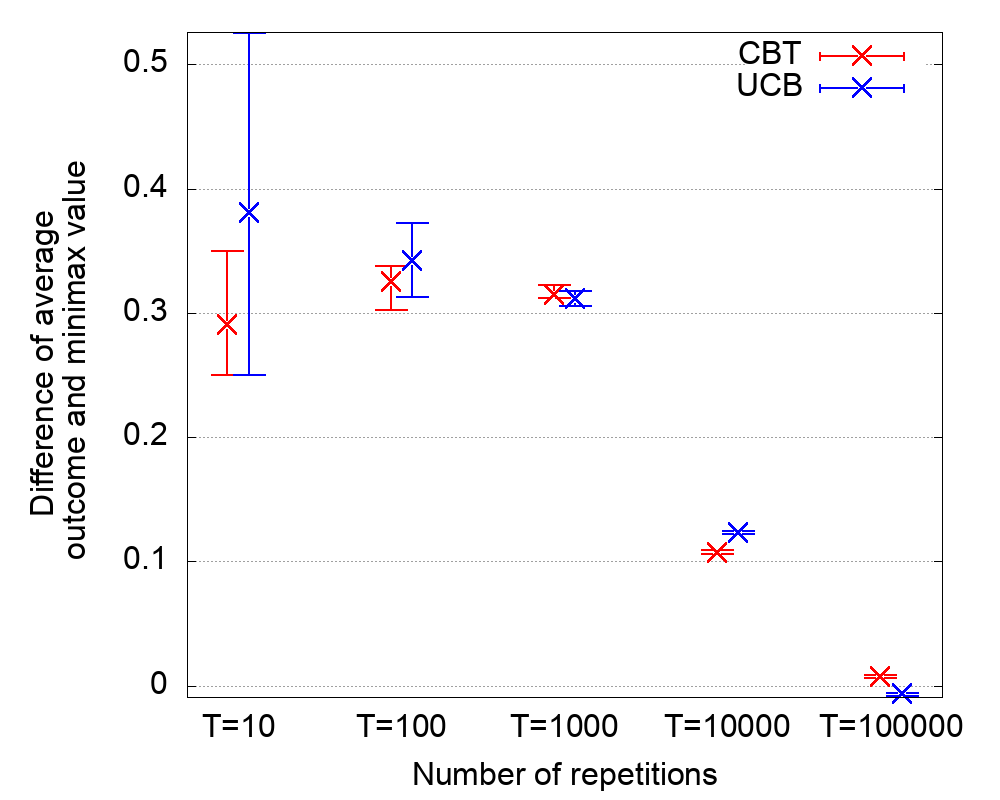 CBT
UCB
0.5
0.4
0.3
0.2
0.1
0
Difference of average
outcome and minimax value
T=10 T=100 T=1000 T=10000 T=100000
Number of repetitions